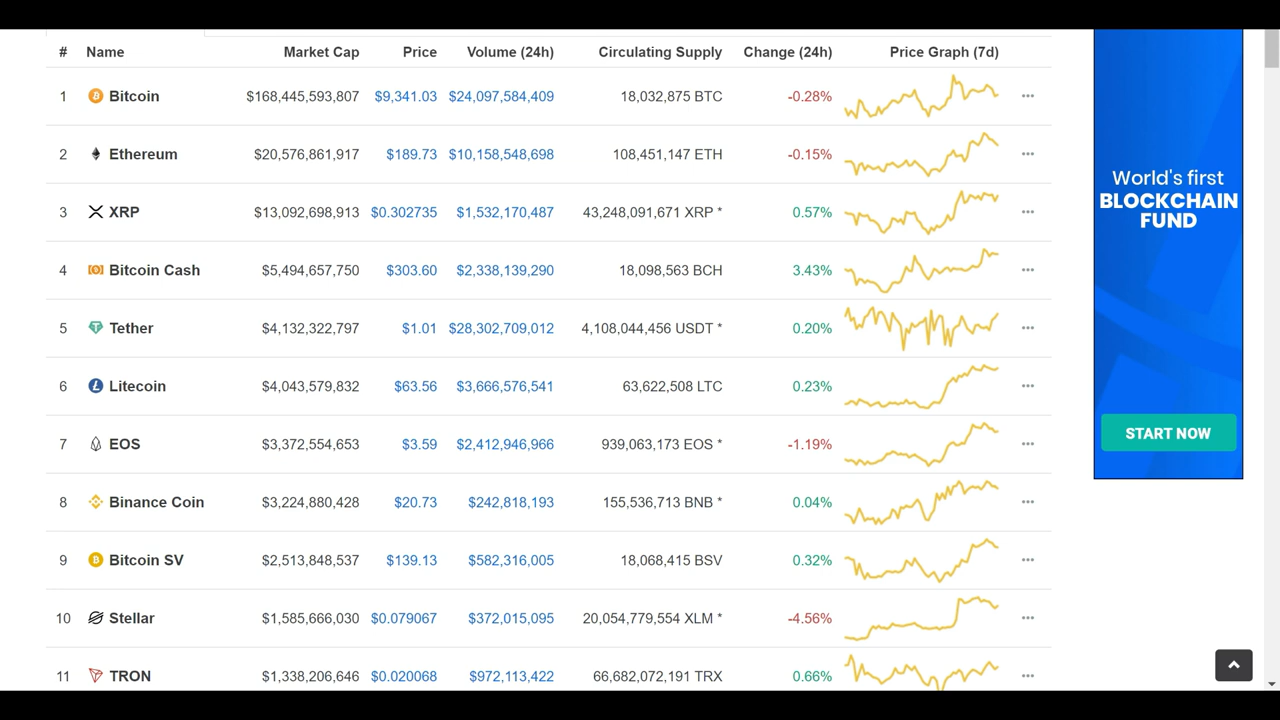 # Name Market Cap Price Volume (24h) Circulating Supply Change (24h) Price Graph (7d)
1 Bitcoin $168,445,593,807 $9,341.03 $24,097,584,409 18,032,875 BTC -0.28%
2 Ethereum $20,576,861,917 $189.73 $10,158,548,698 108,451,147 ETH -0.15%
3 XRP $13,092,698,913 $0.302735 $1,532,170,487 43,248,091,671 XRP * 0.57%
4 Bitcoin Cash $5,494,657,750 $303.60 $2,338,139,290 18,098,563 BCH 3.43%
5 Tether $4,132,322,797 $1.01 $28,302,709,012 4,108,044,456 USDT * 0.20%
6 Litecoin $4,043,579,832 $63.56 $3,666,576,541 63,622,508 LTC 0.23%
7 EOS $3,372,554,653 $3.59 $2,412,946,966 939,063,173 EOS * -1.19%
8 Binance Coin $3,224,880,428 $20.73 $242,818,193 155,536,713 BNB * 0.04%
9 Bitcoin SV $2,513,848,537 $139.13 $582,316,005 18,068,415 BSV 0.32%
10 Stellar $1,585,666,030 $0.079067 $372,015,095 20,054,779,554 XLM * -4.56%
11 TRON $1,338,206,646 $0.020068 $972,113,422 66,682,072,191 TRX 0.66%
World's first
BLOCKCHAIN
FUND
START NOW